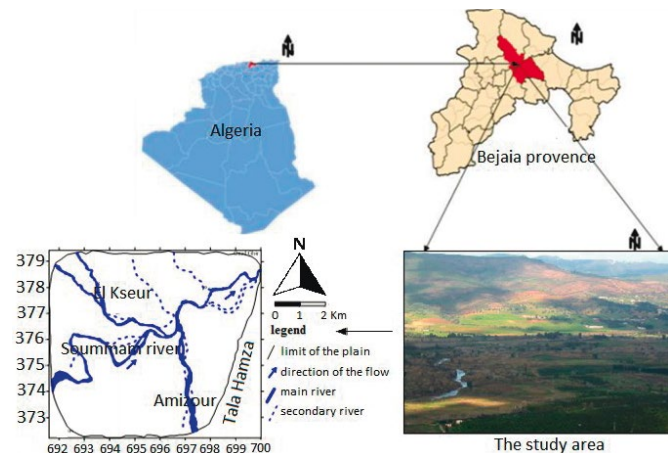 N
N
Algeria
Bejaia provence
N
379
378
377
376
375
374
373
El Kseur
Soummam river
Amizour
Tala Hamza
692 693 694 695 696 697 698 699 700
N
0 1 2 Km
legend
limit of the plain
direction of the flow
main river
secondary river
The study area